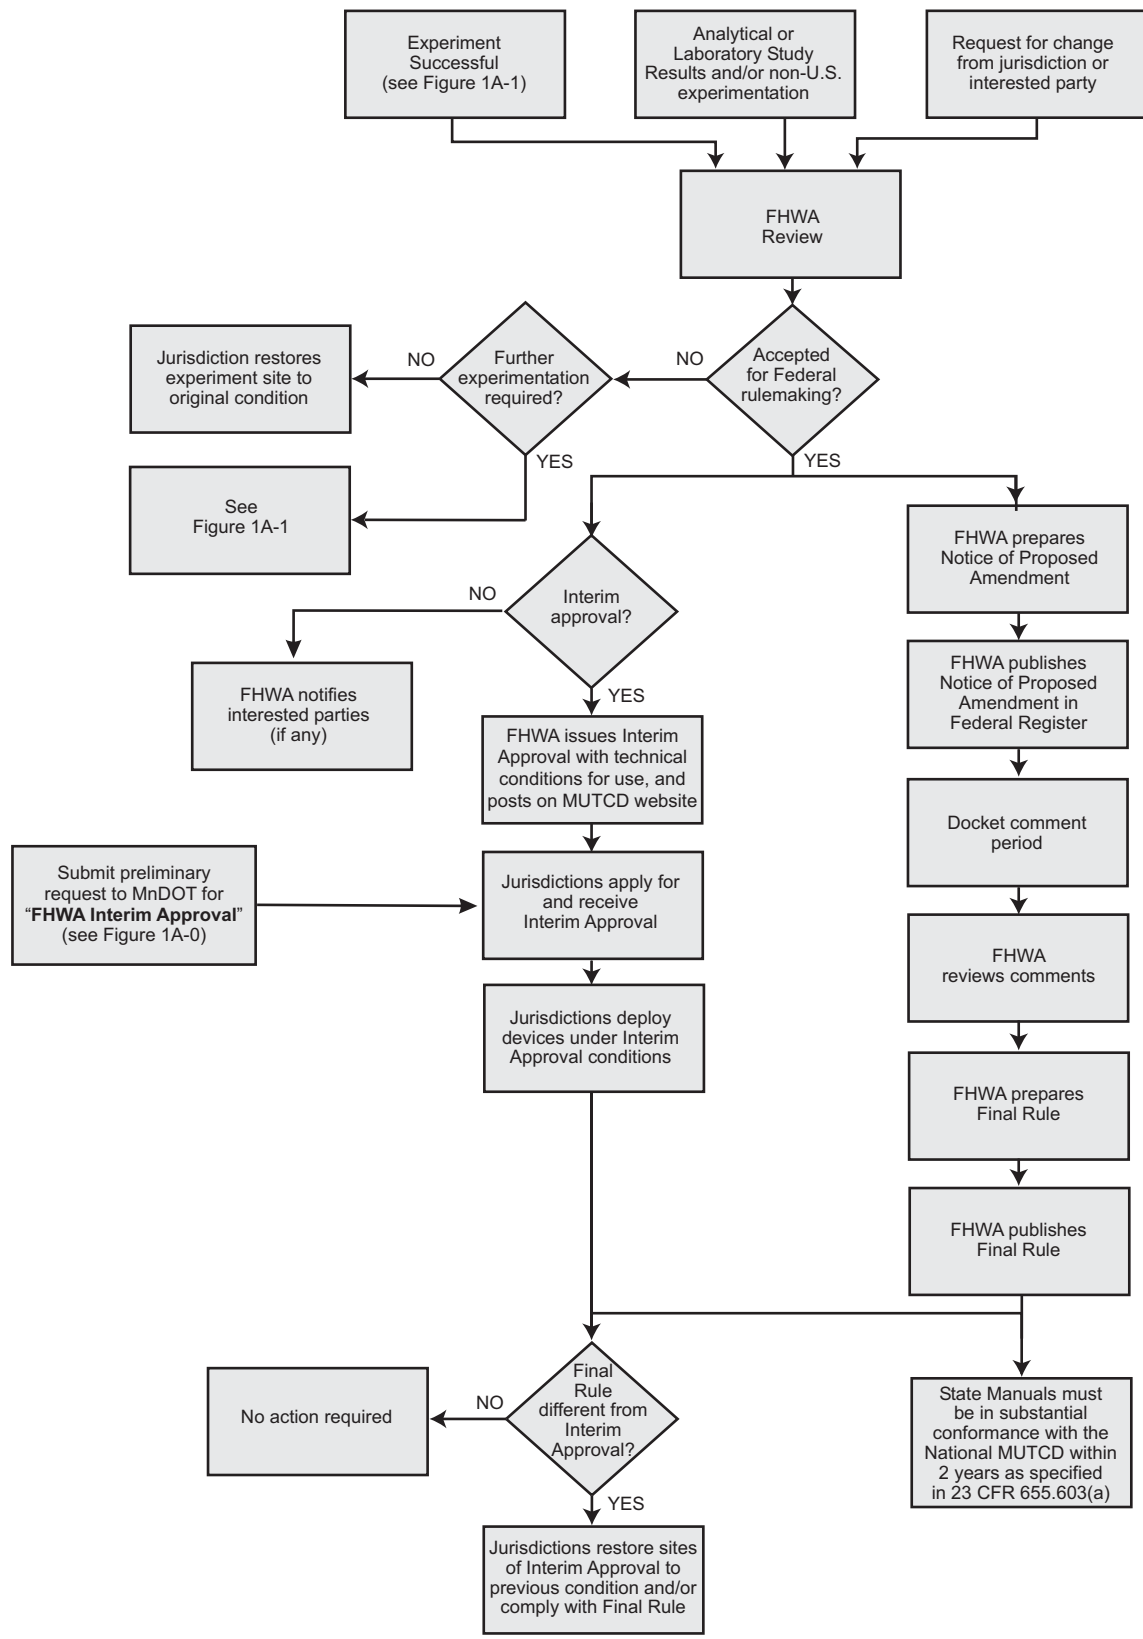 Experiment
Successful
(see Figure 1A-1)
Analytical or
Laboratory Study
Results and/or non-U.S.
experimentation
Request for change
from jurisdiction or
interested party
FHWA
Review
Accepted
for Federal
rulemaking?
NO
YES
Further
experimentation
required?
NO
YES
Jurisdiction restores
experiment site to
original condition
See
Figure 1A-1
Interim
approval?
NO
YES
FHWA notifies
interested parties
(if any)
FHWA issues Interim
Approval with technical
conditions for use, and
posts on MUTCD website
Submit preliminary
request to MnDOT for
“FHWA Interim Approval”
(see Figure 1A-0)
Jurisdictions apply for
and receive
Interim Approval
Jurisdictions deploy
devices under Interim
Approval conditions
FHWA prepares
Notice of Proposed
Amendment
FHWA publishes
Notice of Proposed
Amendment in
Federal Register
Docket comment
period
FHWA
reviews comments
FHWA prepares
Final Rule
FHWA publishes
Final Rule
Final
Rule
different from
Interim
Approval?
NO
YES
No action required
State Manuals must
be in substantial
conformance with the
National MUTCD within
2 years as specified
in 23 CFR 655.603(a)
Jurisdictions restore sites
of Interim Approval to
previous condition and/or
comply with Final Rule